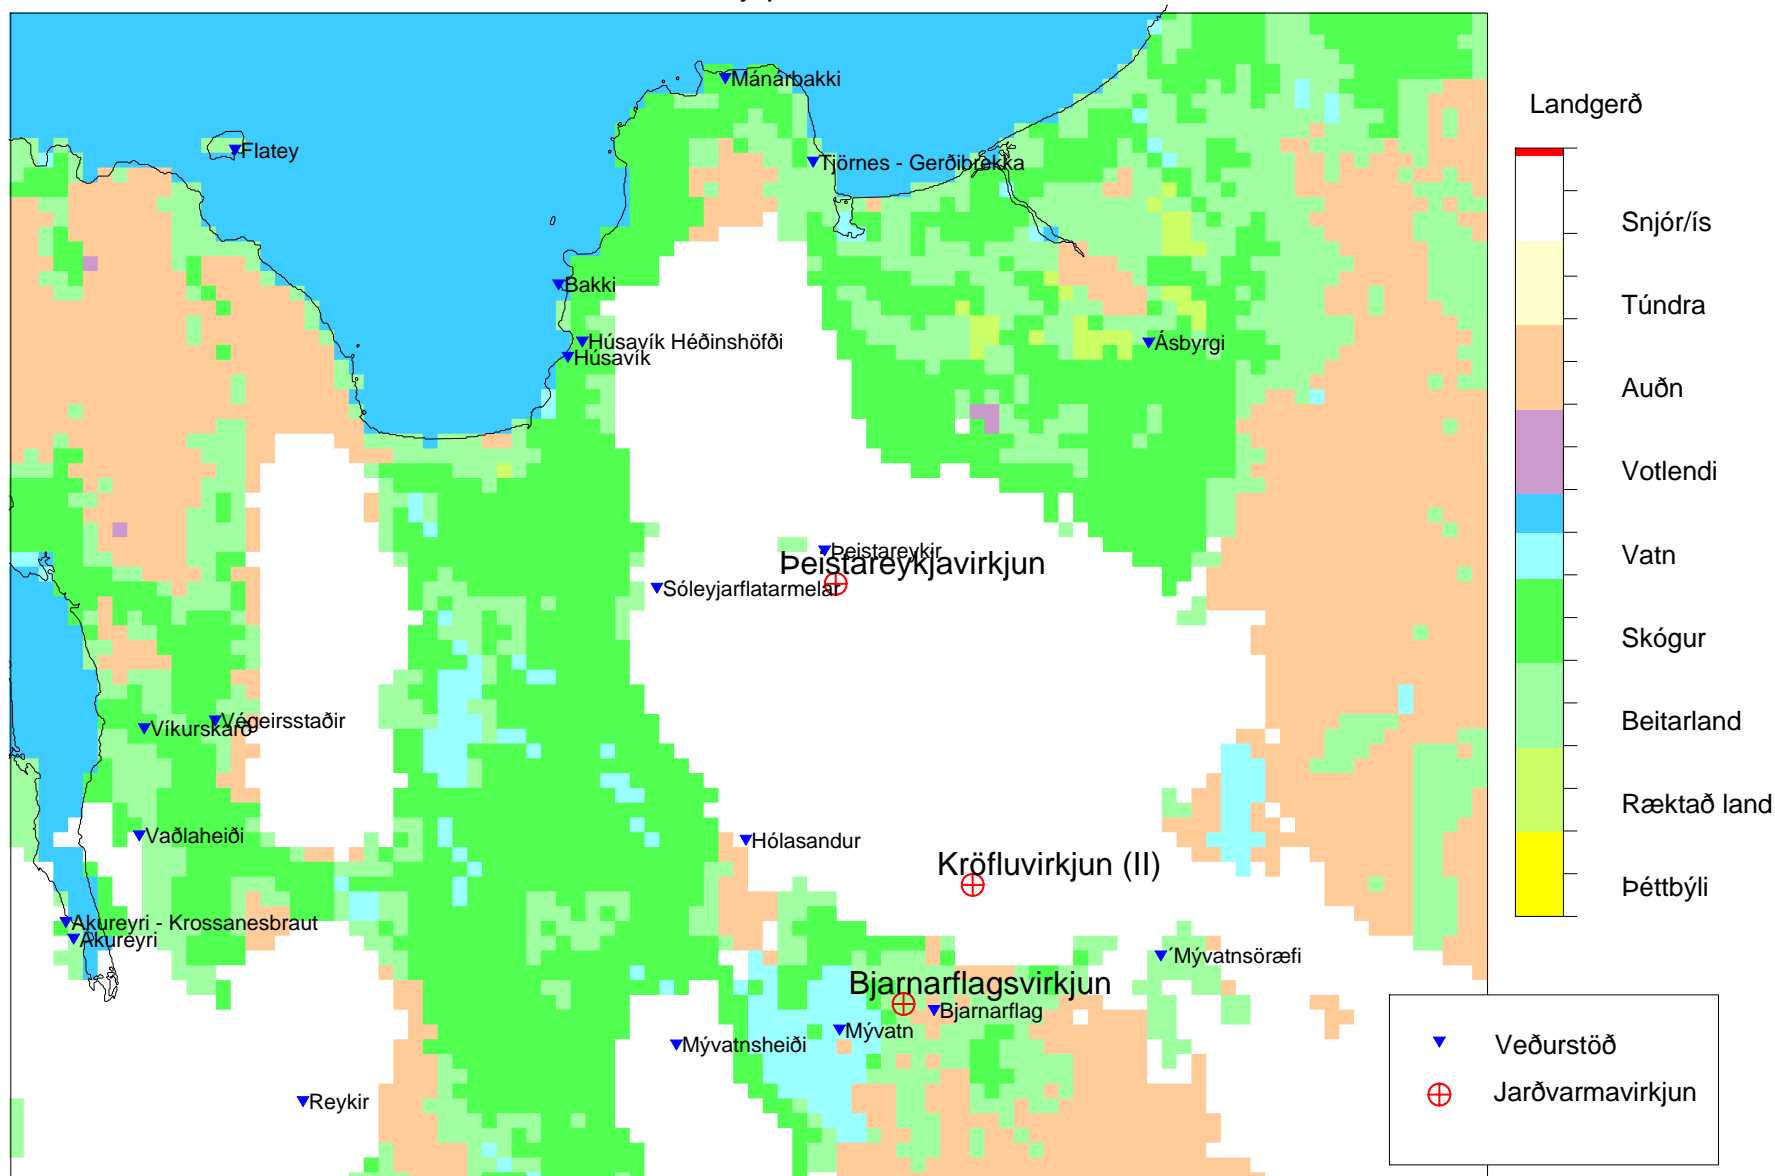 Mánárbakki
Flatey
Tjörnes - Gerðibrekka
Bakki
Húsavík Héðinshöfði
Húsavík
Ásbyrgi
Þeistareykir
Þeistareykjavirkjun
Sóleyjarflatarmelar
Végeirsstaðir
Víkurskarð
Vaðlaheiði
Hólasandur
Kröfluvirkjun (II)
Akureyri - Krossanesbraut
Akureyri
Mývatnsöræfi
Bjarnarflagsvirkjun
Bjarnarflag
Mývatn
Mývatnsheiði
Reykir
Landgerð
Snjór/ís
Túndra
Auðn
Votlendi
Vatn
Skógur
Beitarland
Ræktað land
Þéttbýli
Veðurstöð
Jarðvarmavirkjun